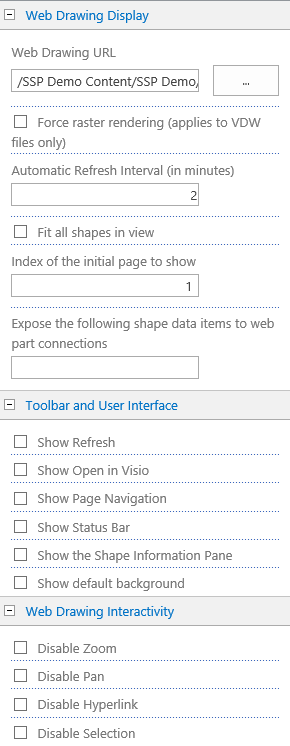 Web Drawing Display
Web Drawing URL
/SSP Demo Content/SSP Demo/
...
Force raster rendering (applies to VDW
files only)
Automatic Refresh Interval (in minutes)
2
Fit all shapes in view
Index of the initial page to show
1
Expose the following shape data items to web
part connections
Toolbar and User Interface
Show Refresh
Show Open in Visio
Show Page Navigation
Show Status Bar
Show the Shape Information Pane
Show default background
Web Drawing Interactivity
Disable Zoom
Disable Pan
Disable Hyperlink
Disable Selection